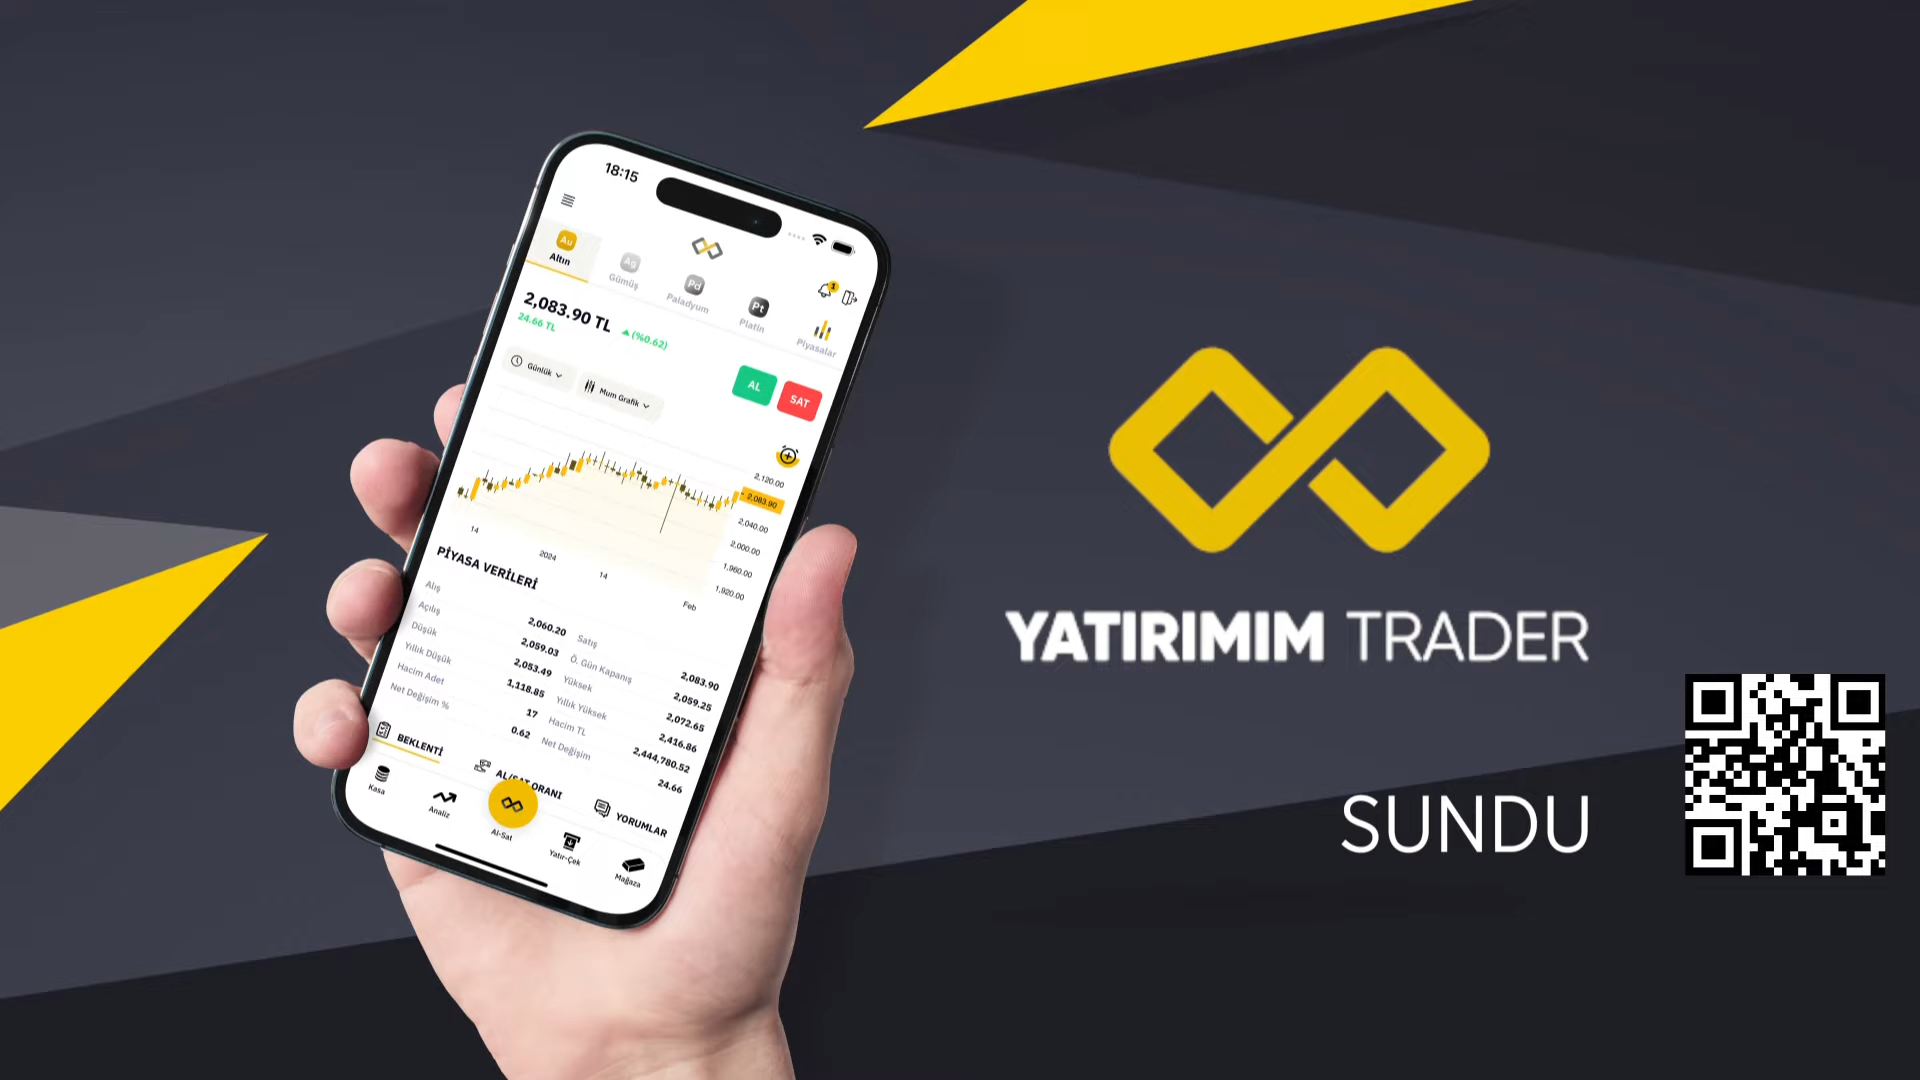 18:15
Au
Altın
Ag
Gümüş
Pd
Paladyum
Pt
Platin
Piyasalar
1
2,083.90 TL
24.66 TL
(%0.62)
Günlük
Mum Grafik
AL
SAT
2,120.00
2,083.90
2,040.00
2,000.00
1,960.00
1,920.00
14
2024
14
Feb
PİYASA VERİLERİ
Alış 2,060.20
Satış 2,083.90
Açılış 2,059.03
Ö. Gün Kapanış 2,059.25
Düşük 2,053.49
Yüksek 2,072.65
Yıllık Düşük 1,118.85
Yıllık Yüksek 2,416.86
Hacim Adet 17
Hacim TL 2,444,780.52
Net Değişim % 0.62
Net Değişim 24.66
BEKLENTİ
AL/SAT ORANI
YORUMLAR
Kasa
Analiz
Al-Sat
Yatır-Çek
Mağaza
YATIRIMIM TRADER
SUNDU